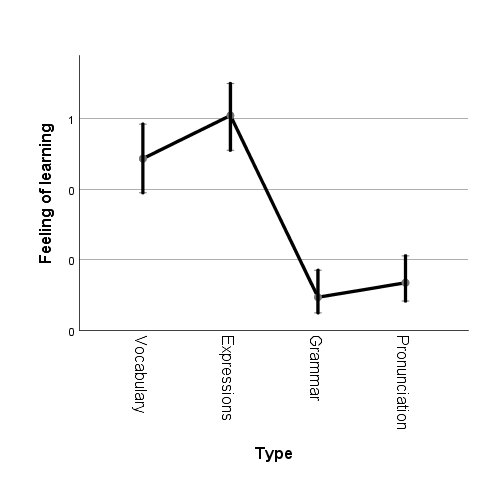 Feeling of learning
1
0
0
0
Vocabulary
Expressions
Grammar
Pronunciation
Type